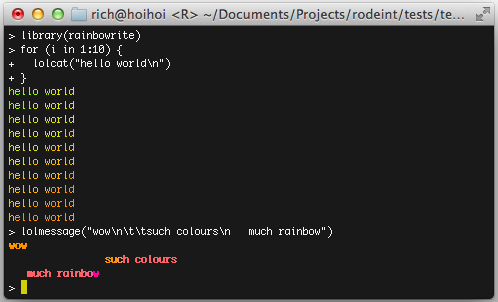 rich@hoihoi <R> ~/Documents/Projects/rodeint/tests/te...
> library(rainbowrite)
> for (i in 1:10) {
+   lolcat("hello world\n")
+ }
hello world
hello world
hello world
hello world
hello world
hello world
hello world
hello world
hello world
hello world
> lolmessage("wow\n\t\tsuch colours\n   much rainbow")
wow
                such colours
   much rainbow
>